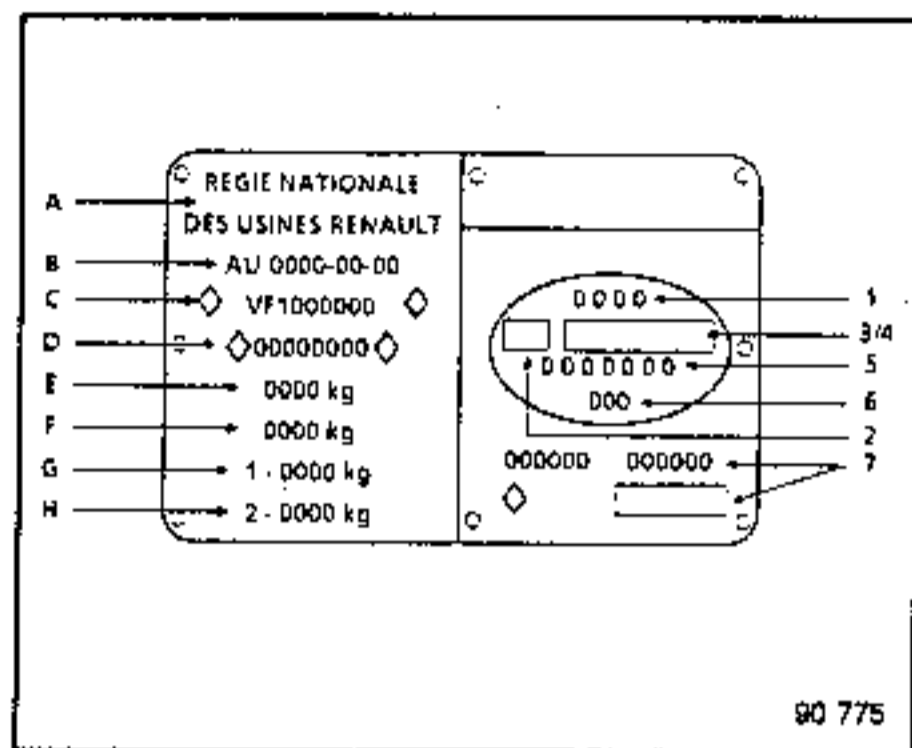 A REGIE NATIONALE
DES USINES RENAULT
B AU 0000-00-00
C VF1000000
D 00000000
E 0000 kg
F 0000 kg
G 1 - 0000 kg
H 2 - 0000 kg
0000 1
3/4
0000000 5
000 6
2
000000 000000 7
90 775